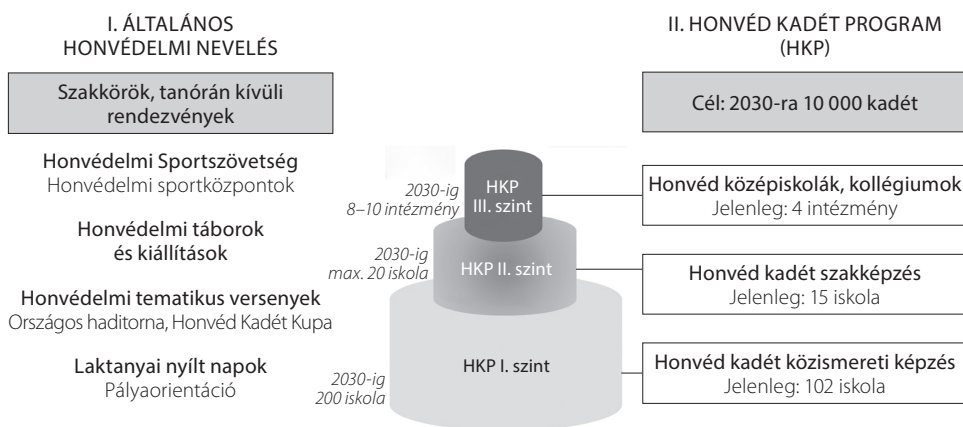 I. ÁLTALÁNOS
HONVÉDELMI NEVELÉS
Szakkörök, tanórán kívüli
rendezvények
Honvédelmi Sportszövetség
Honvédelmi sportközpontok
Honvédelmi táborok
és kiállítások
Honvédelmi tematikus versenyek
Országos haditorna, Honvéd Kadét Kupa
Laktanyai nyílt napok
Pályaorientáció
2030-ig
8–10 intézmény
HKP
III. szint
2030-ig
max. 20 iskola
HKP II. szint
2030-ig
200 iskola
HKP I. szint
II. HONVÉD KADÉT PROGRAM
(HKP)
Cél: 2030-ra 10 000 kadét
Honvéd középiskolák, kollégiumok
Jelenleg: 4 intézmény
Honvéd kadét szakképzés
Jelenleg: 15 iskola
Honvéd kadét közismereti képzés
Jelenleg: 102 iskola